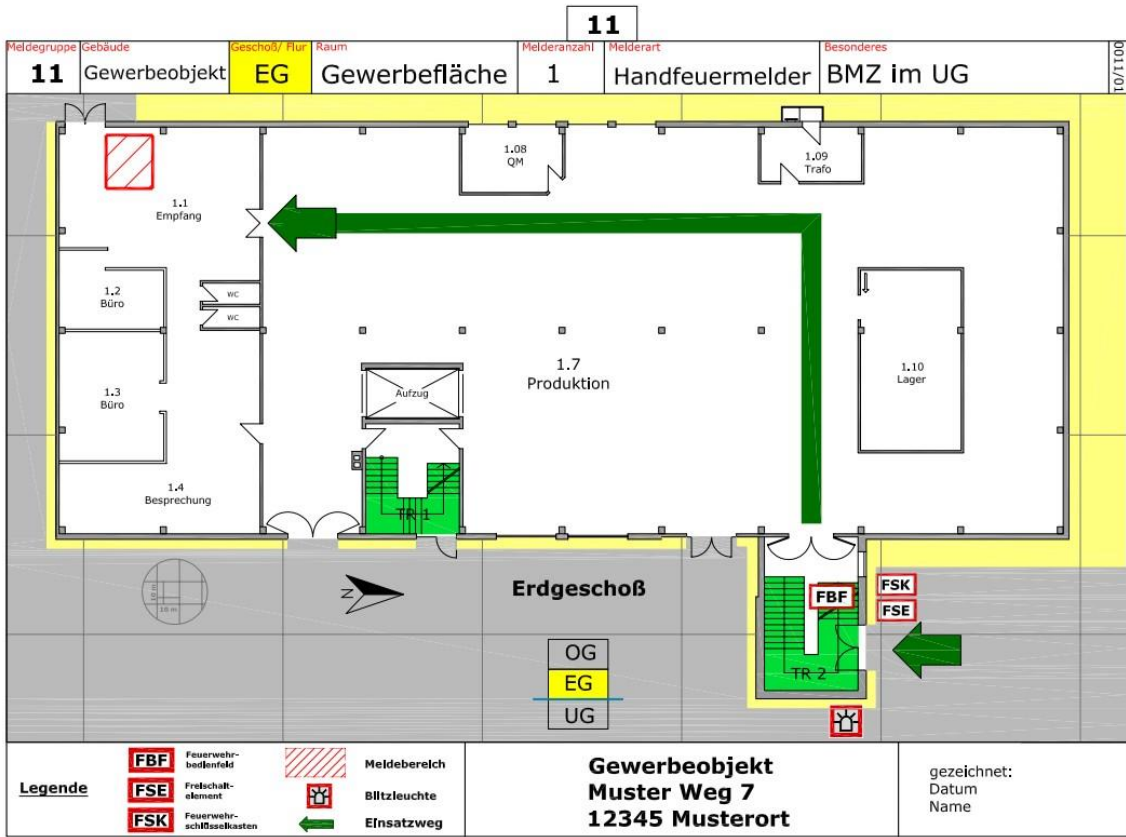 11
Meldegruppe Gebäude Geschoß/ Flur Raum Melderanzahl Melderart Besonderes
11 Gewerbeobjekt EG Gewerbefläche 1 Handfeuermelder BMZ im UG
0011/01
1.08
QM
1.09
Trafo
1.1
Empfang
1.2
Büro
WC
WC
1.3
Büro
Aufzug
1.7
Produktion
1.10
Lager
1.4
Besprechung
TR 1
10 m
10 m
N
Erdgeschoß
FBF
FSK
FSE
TR 2
OG
EG
UG
Legende
FBF Feuerwehr-
bedienfeld
FSE Freischalt-
element
FSK Feuerwehr-
schlüsselkasten
Meldebereich
Blitzleuchte
Einsatzweg
Gewerbeobjekt
Muster Weg 7
12345 Musterort
gezeichnet:
Datum
Name